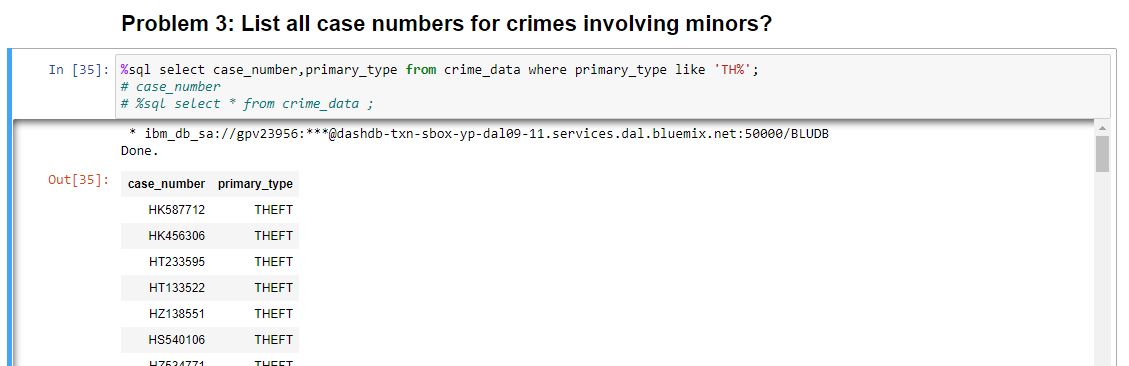 Problem 3: List all case numbers for crimes involving minors?
In [35]: %sql select case_number,primary_type from crime_data where primary_type like 'TH%';
# case_number
# %sql select * from crime_data ;
* ibm_db_sa://gpv23956:***@dashdb-txn-sbox-yp-dal09-11.services.dal.bluemix.net:50000/BLUDB
Done.
Out[35]: case_number primary_type
HK587712 THEFT
HK456306 THEFT
HT233595 THEFT
HT133522 THEFT
HZ138551 THEFT
HS540106 THEFT
HZ534771 THEFT